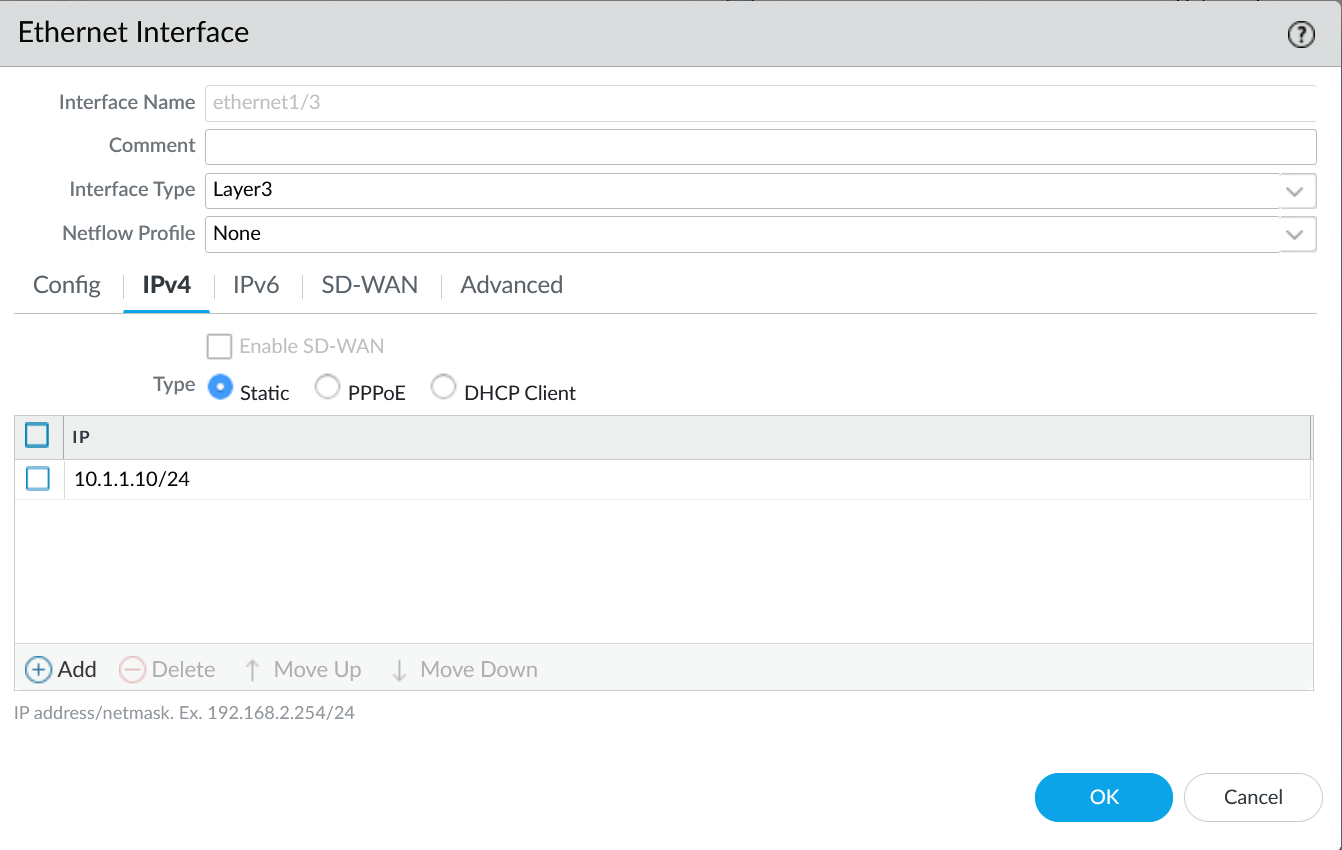 Ethernet Interface
?
Interface Name ethernet1/3
Comment
Interface Type Layer3
Netflow Profile None
Config IPv4 IPv6 SD-WAN Advanced
Enable SD-WAN
Type Static PPPoE DHCP Client
IP
10.1.1.10/24
Add Delete Move Up Move Down
IP address/netmask. Ex. 192.168.2.254/24
OK Cancel